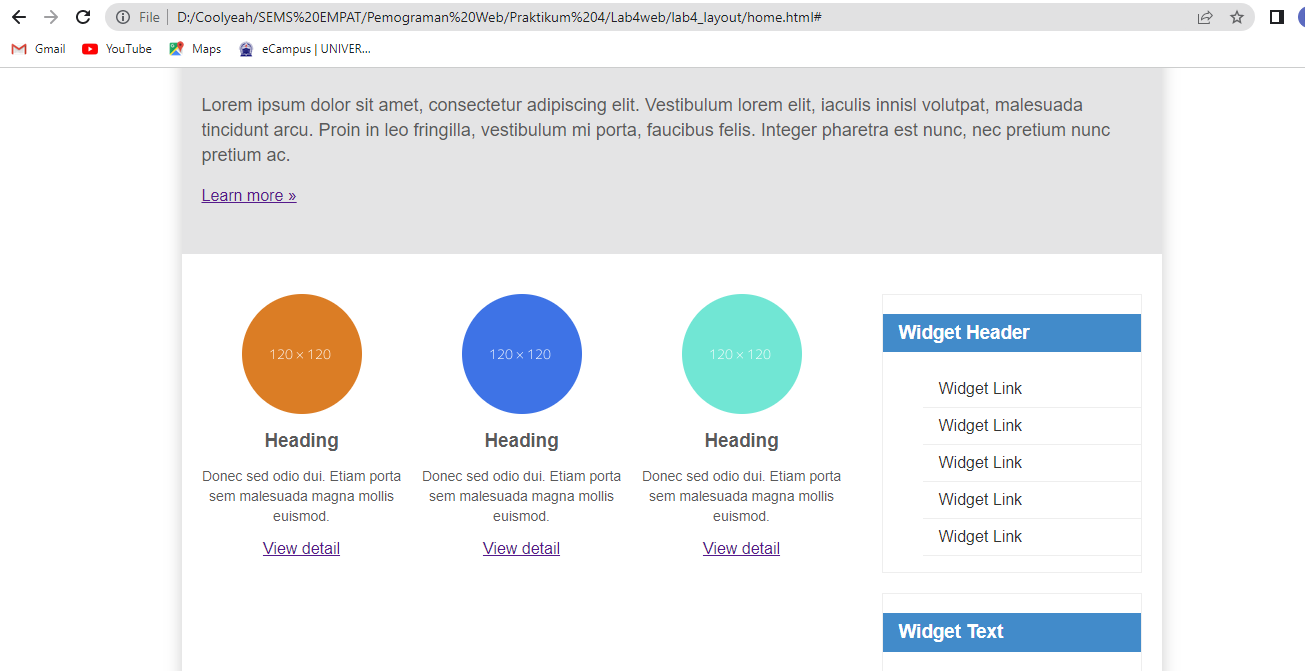 File D:/Coolyeah/SEMS%20EMPAT/Pemograman%20Web/Praktikum%204/Lab4web/lab4_layout/home.html#
Gmail YouTube Maps eCampus | UNIVER...
Lorem ipsum dolor sit amet, consectetur adipiscing elit. Vestibulum lorem elit, iaculis innisl volutpat, malesuada
tincidunt arcu. Proin in leo fringilla, vestibulum mi porta, faucibus felis. Integer pharetra est nunc, nec pretium nunc
pretium ac.
Learn more »
120 × 120
Heading
Donec sed odio dui. Etiam porta
sem malesuada magna mollis
euismod.
View detail
120 × 120
Heading
Donec sed odio dui. Etiam porta
sem malesuada magna mollis
euismod.
View detail
120 × 120
Heading
Donec sed odio dui. Etiam porta
sem malesuada magna mollis
euismod.
View detail
Widget Header
Widget Link
Widget Link
Widget Link
Widget Link
Widget Link
Widget Text